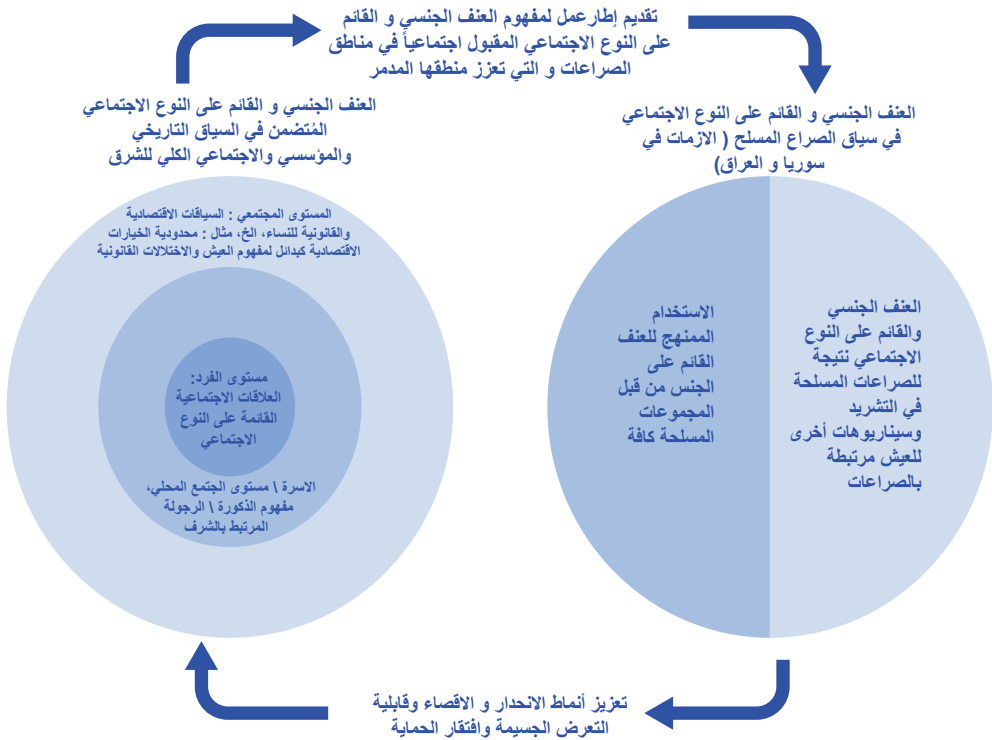 تقديم إطارعمل لمفهوم العنف الجنسي و القائم
على النوع الاجتماعي المقبول اجتماعياً في مناطق
الصراعات و التي تعزز منطقها المدمر
العنف الجنسي و القائم على النوع الاجتماعي
المُتضمن في السياق التاريخي
والمؤسسي والاجتماعي الكلي للشرق
العنف الجنسي و القائم على النوع الاجتماعي
في سياق الصراع المسلح ( الازمات في
سوريا و العراق)
المستوى المجتمعي : السياقات الاقتصادية
والقانونية للنساء، الخ، مثال : محدودية الخيارات
الاقتصادية كبدائل لمفهوم العيش والاختلالات القانونية
مستوى الفرد:
العلاقات الاجتماعية
القائمة على النوع
الاجتماعي
الاسرة \ مستوى الجتمع المحلي،
مفهوم الذكورة \ الرجولة
المرتبط بالشرف
العنف الجنسي
والقائم على النوع
الاجتماعي نتيجة
للصراعات المسلحة
في التشريد
وسيناريوهات أخرى
للعيش مرتبطة
بالصراعات
الاستخدام
الممنهج للعنف
القائم على
الجنس من قبل
المجموعات
المسلحة كافة
تعزيز أنماط الانحدار و الاقصاء وقابلية
التعرض الجسيمة وافتقار الحماية